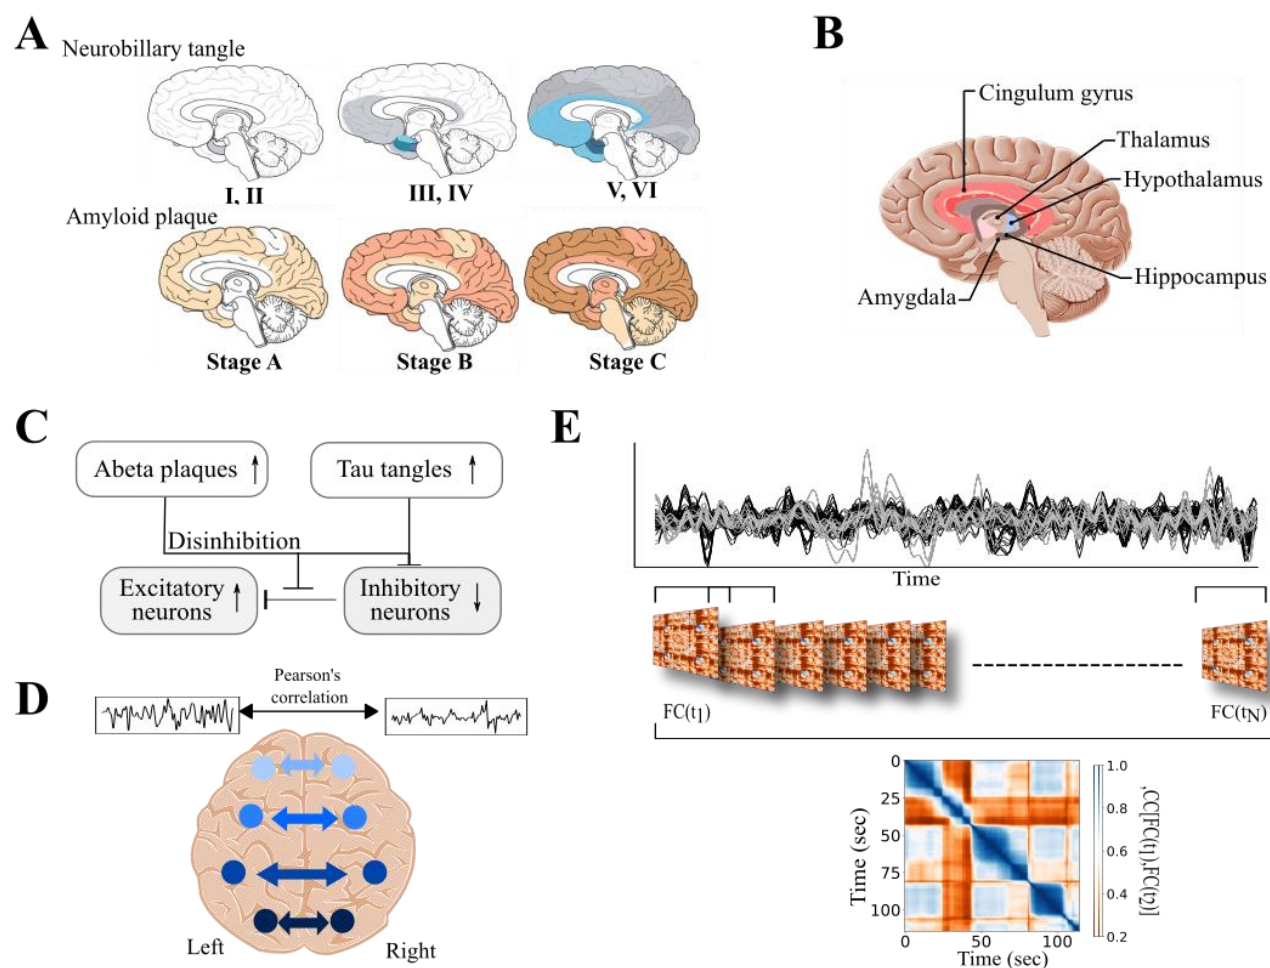 A
Neurobillary tangle
I, II
III, IV
V, VI
Amyloid plaque
Stage A
Stage B
Stage C
B
Cingulum gyrus
Thalamus
Hypothalamus
Hippocampus
Amygdala
C
Abeta plaques ↑
Tau tangles ↑
Disinhibition
Excitatory
neurons ↑
Inhibitory
neurons ↓
D
Pearson's
correlation
Left
Right
E
Time
FC(t1)
FC(tN)
0
25
50
75
100
Time (sec)
0
50
100
Time (sec)
1.0
0.8
0.6
0.4
0.2
,CC[FC(t1),FC(t2)]